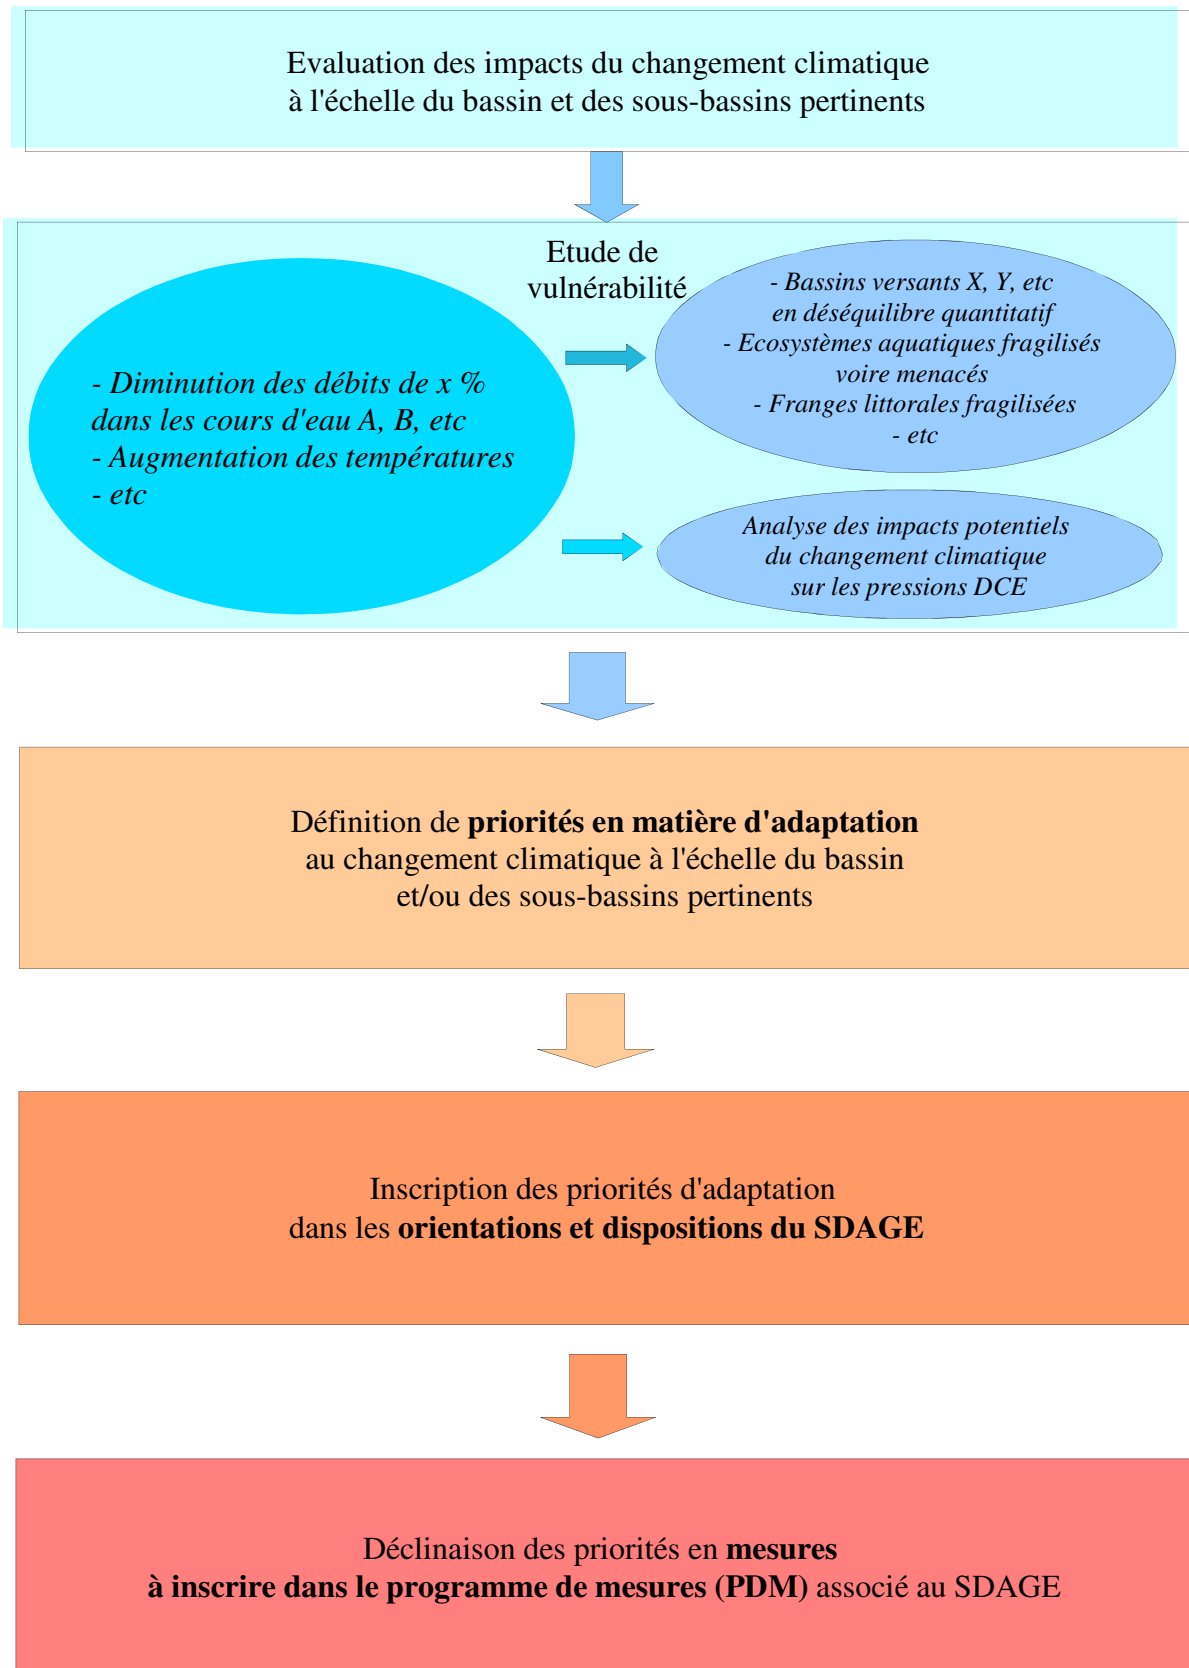 Evaluation des impacts du changement climatique
à l'échelle du bassin et des sous-bassins pertinents
Etude de
vulnérabilité
- Diminution des débits de x %
dans les cours d'eau A, B, etc
- Augmentation des températures
- etc
- Bassins versants X, Y, etc
en déséquilibre quantitatif
- Ecosystèmes aquatiques fragilisés
voire menacés
- Franges littorales fragilisées
- etc
Analyse des impacts potentiels
du changement climatique
sur les pressions DCE
Définition de priorités en matière d'adaptation
au changement climatique à l'échelle du bassin
et/ou des sous-bassins pertinents
Inscription des priorités d'adaptation
dans les orientations et dispositions du SDAGE
Déclinaison des priorités en mesures
à inscrire dans le programme de mesures (PDM) associé au SDAGE